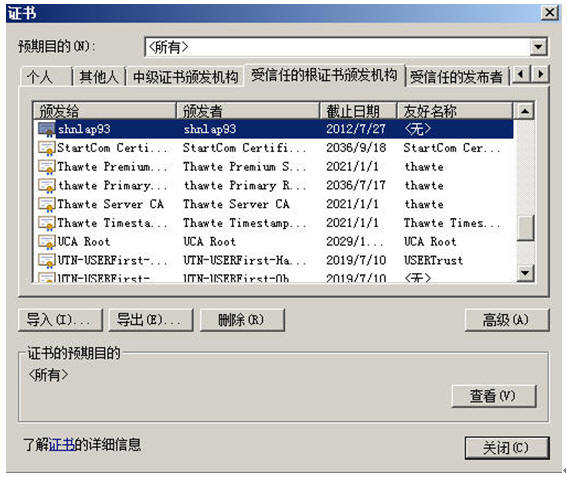 证书
预期目的(N): <所有>
个人 其他人 中级证书颁发机构 受信任的根证书颁发机构 受信任的发布者
颁发给 颁发者 截止日期 友好名称
shnlap93 shnlap93 2012/7/27 <无>
StartCom Certi... StartCom Certifi... 2036/9/18 StartCom Cer...
Thawte Premium... Thawte Premium S... 2021/1/1 thawte
thawte Primary... thawte Primary R... 2036/7/17 thawte
Thawte Server CA Thawte Server CA 2021/1/1 thawte
Thawte Timesta... Thawte Timestamp... 2021/1/1 Thawte Times...
UCA Root UCA Root 2029/1... UCA Root
UTN-USERFirst-... UTN-USERFirst-Ha... 2019/7/10 USERTrust
UTN-USERFirst- UTN-USERFirst-Ob 2019/7/10 <无>
导入(I)... 导出(E)... 删除(R) 高级(A)
证书的预期目的
<所有>
查看(V)
了解证书的详细信息
关闭(C)